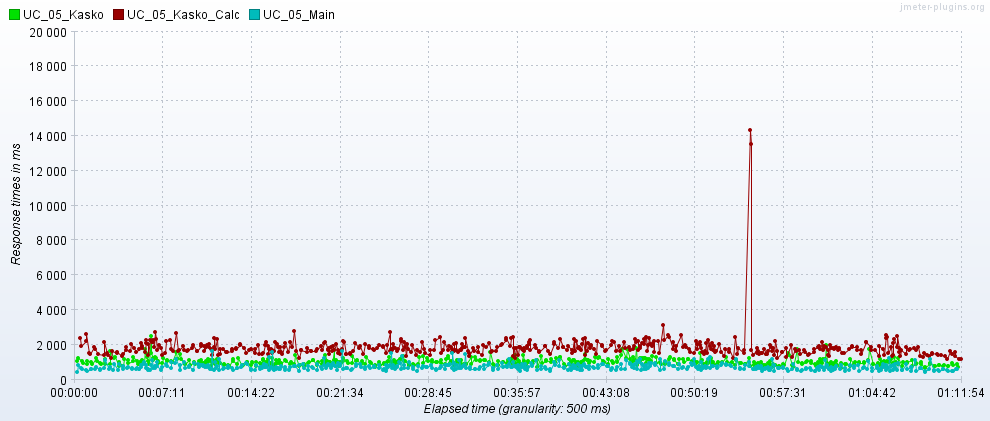 UC_05_Kasko UC_05_Kasko_Calc UC_05_Main
jmeter-plugins.org
20 000
18 000
16 000
14 000
12 000
10 000
8 000
6 000
4 000
2 000
0
Response times in ms
00:00:00 00:07:11 00:14:22 00:21:34 00:28:45 00:35:57 00:43:08 00:50:19 00:57:31 01:04:42 01:11:54
Elapsed time (granularity: 500 ms)